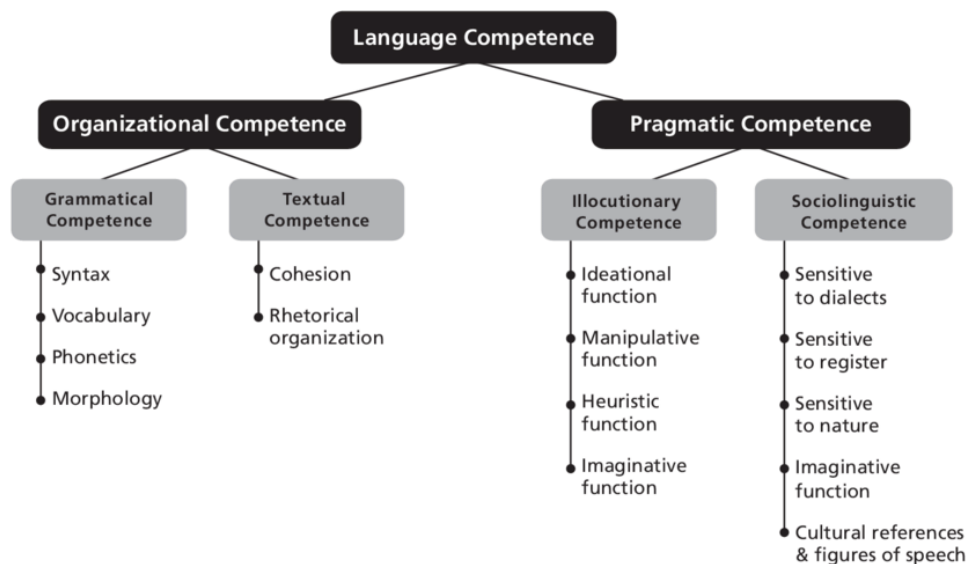 Language Competence
Organizational Competence
Pragmatic Competence
Grammatical
Competence
Textual
Competence
Illocutionary
Competence
Sociolinguistic
Competence
Syntax
Vocabulary
Phonetics
Morphology
Cohesion
Rhetorical
organization
Ideational
function
Manipulative
function
Heuristic
function
Imaginative
function
Sensitive
to dialects
Sensitive
to register
Sensitive
to nature
Imaginative
function
Cultural references
& figures of speech